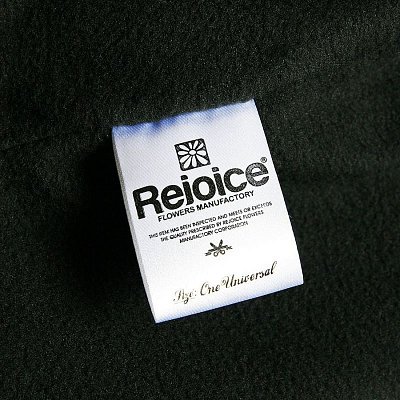 Rejoice®
FLOWERS MANUFACTORY
THIS ITEM HAS BEEN INSPECTED AND MEETS OR EXCEEDS
THE QUALITY PRESCRIBED BY REJOICE FLOWERS
MANUFACTORY CORPORATION
Size: One Universal